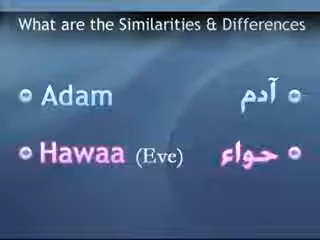 What are the Similarities & Differences
Adam آدم
Hawaa (Eve) حواء